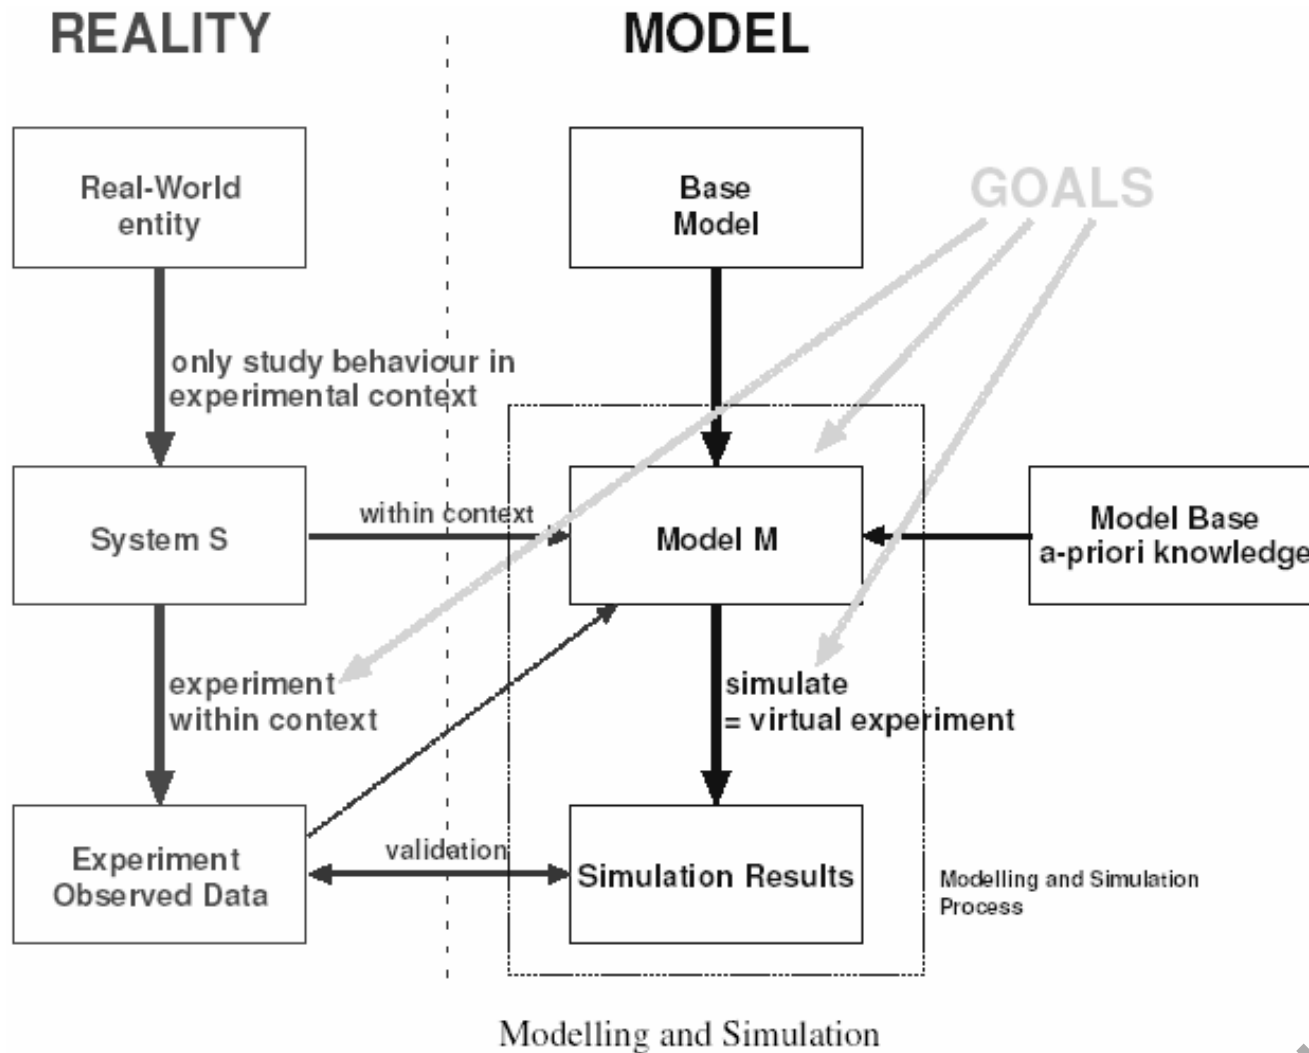 REALITY
MODEL
Real-World
entity
Base
Model
GOALS
only study behaviour in
experimental context
System S
within context
Model M
Model Base
a-priori knowledge
experiment
within context
simulate
= virtual experiment
Experiment
Observed Data
validation
Simulation Results
Modelling and Simulation
Process
Modelling and Simulation